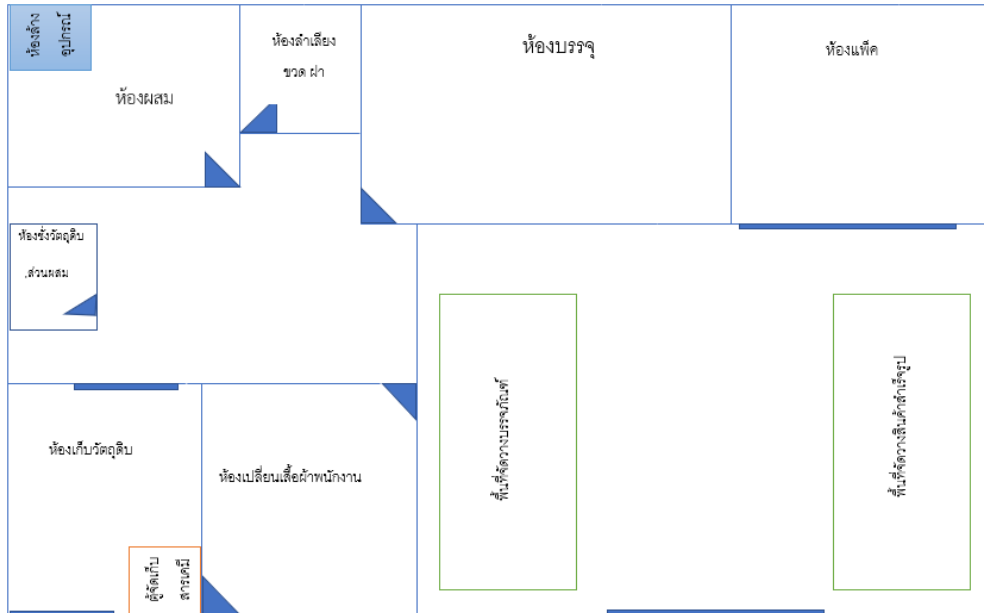 ห้องล้าง
อุปกรณ์
ห้องผสม
ห้องลำเลียง
ขวด ฝา
ห้องบรรจุ
ห้องแพ็ค
ห้องชั่งวัตถุดิบ
,ส่วนผสม
ห้องเก็บวัตถุดิบ
ห้องเปลี่ยนเสื้อผ้าพนักงาน
ตู้จัดเก็บ
สารเคมี
พื้นที่จัดวางบรรจุภัณฑ์
พื้นที่จัดวางสินค้าสำเร็จรูป